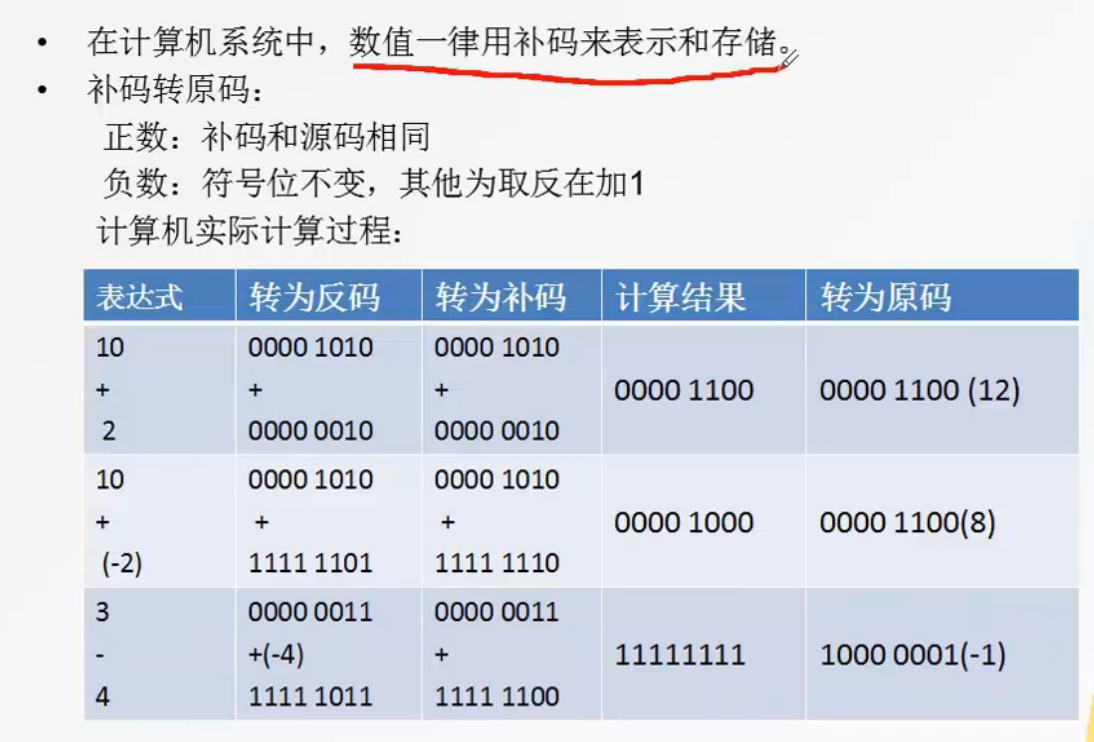 • 在计算机系统中，数值一律用补码来表示和存储。
• 补码转原码：
正数：补码和源码相同
负数：符号位不变，其他为取反在加1
计算机实际计算过程：
表达式 转为反码 转为补码 计算结果 转为原码
10 0000 1010 0000 1010
+ + + 0000 1100 0000 1100 (12)
2 0000 0010 0000 0010
10 0000 1010 0000 1010
+ + + 0000 1000 0000 1100(8)
(-2) 1111 1101 1111 1110
3 0000 0011 0000 0011
- +(-4) + 11111111 1000 0001(-1)
4 1111 1011 1111 1100